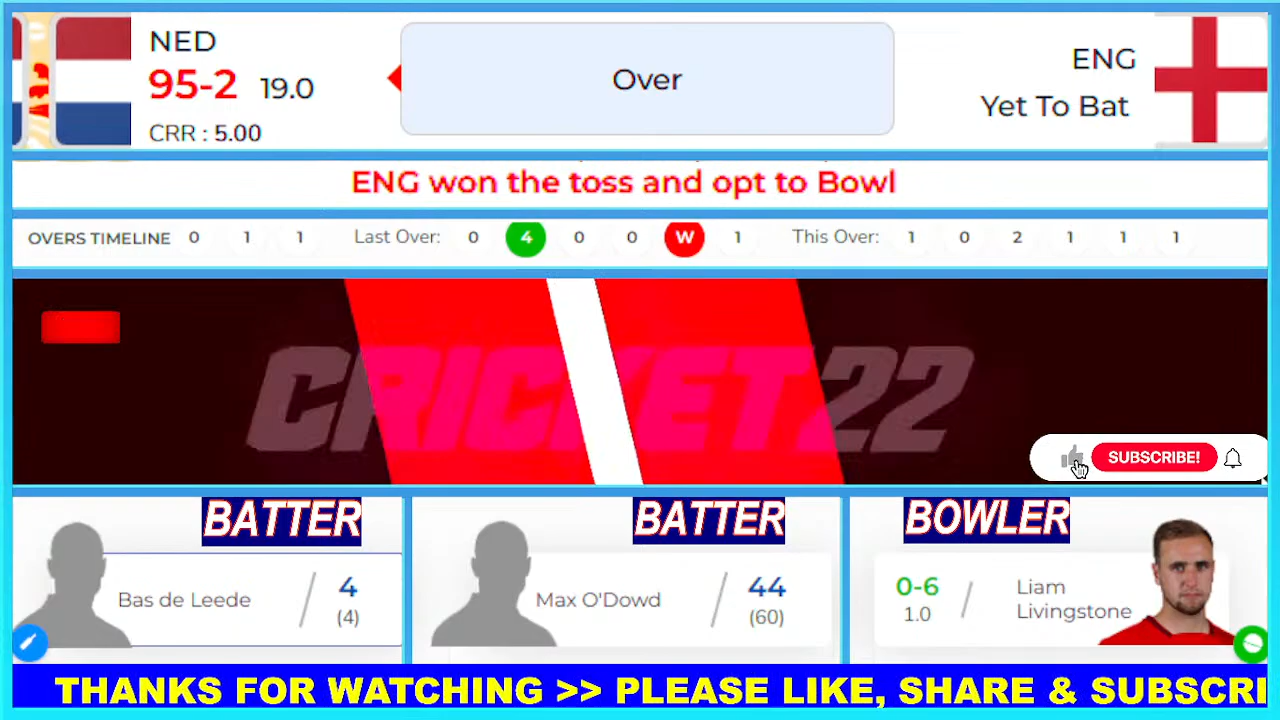 NED
95-2 19.0
CRR : 5.00
Over
ENG
Yet To Bat
ENG won the toss and opt to Bowl
OVERS TIMELINE 0 1 1 Last Over: 0 4 0 0 W 1 This Over: 1 0 2 1 1 1
CRICKET 22
SUBSCRIBE!
BATTER
Bas de Leede
4
(4)
BATTER
Max O'Dowd
44
(60)
BOWLER
0-6
1.0
Liam
Livingstone
THANKS FOR WATCHING >> PLEASE LIKE, SHARE & SUBSCRI